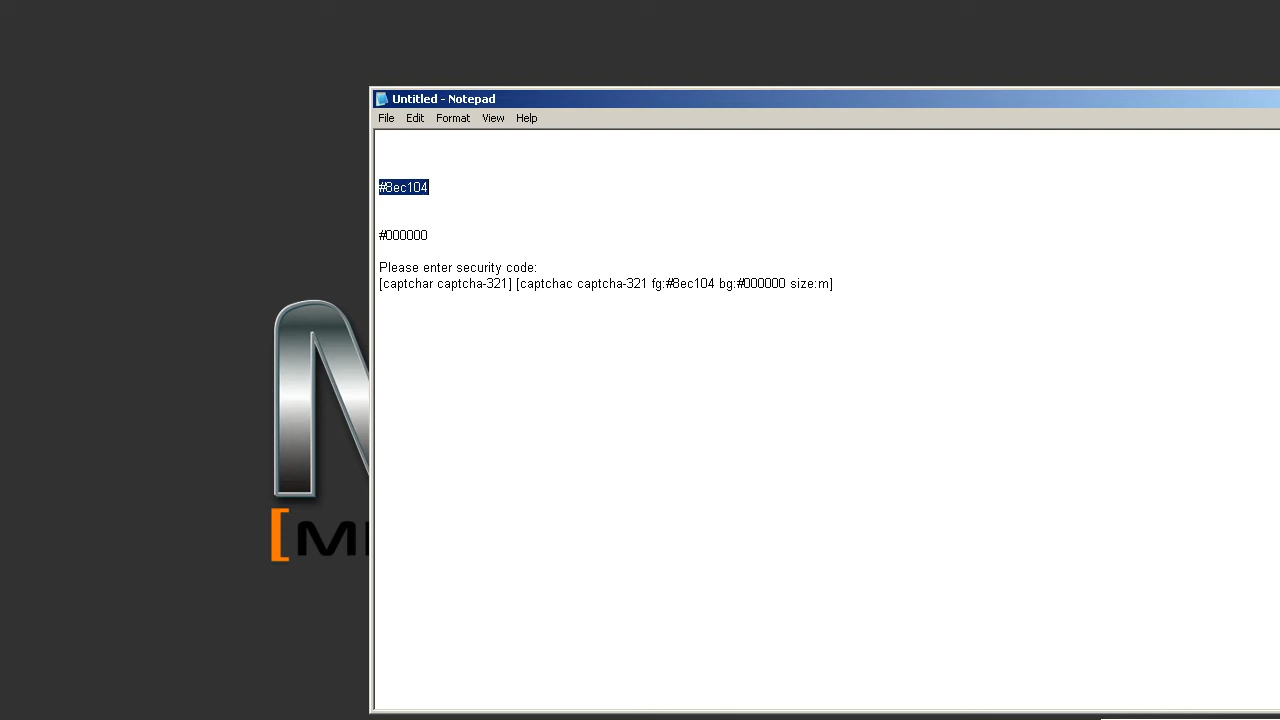 Untitled - Notepad
File Edit Format View Help
#8ec104
#000000
Please enter security code:
[captchar captcha-321] [captchac captcha-321 fg:#8ec104 bg:#000000 size:m]
N
[M